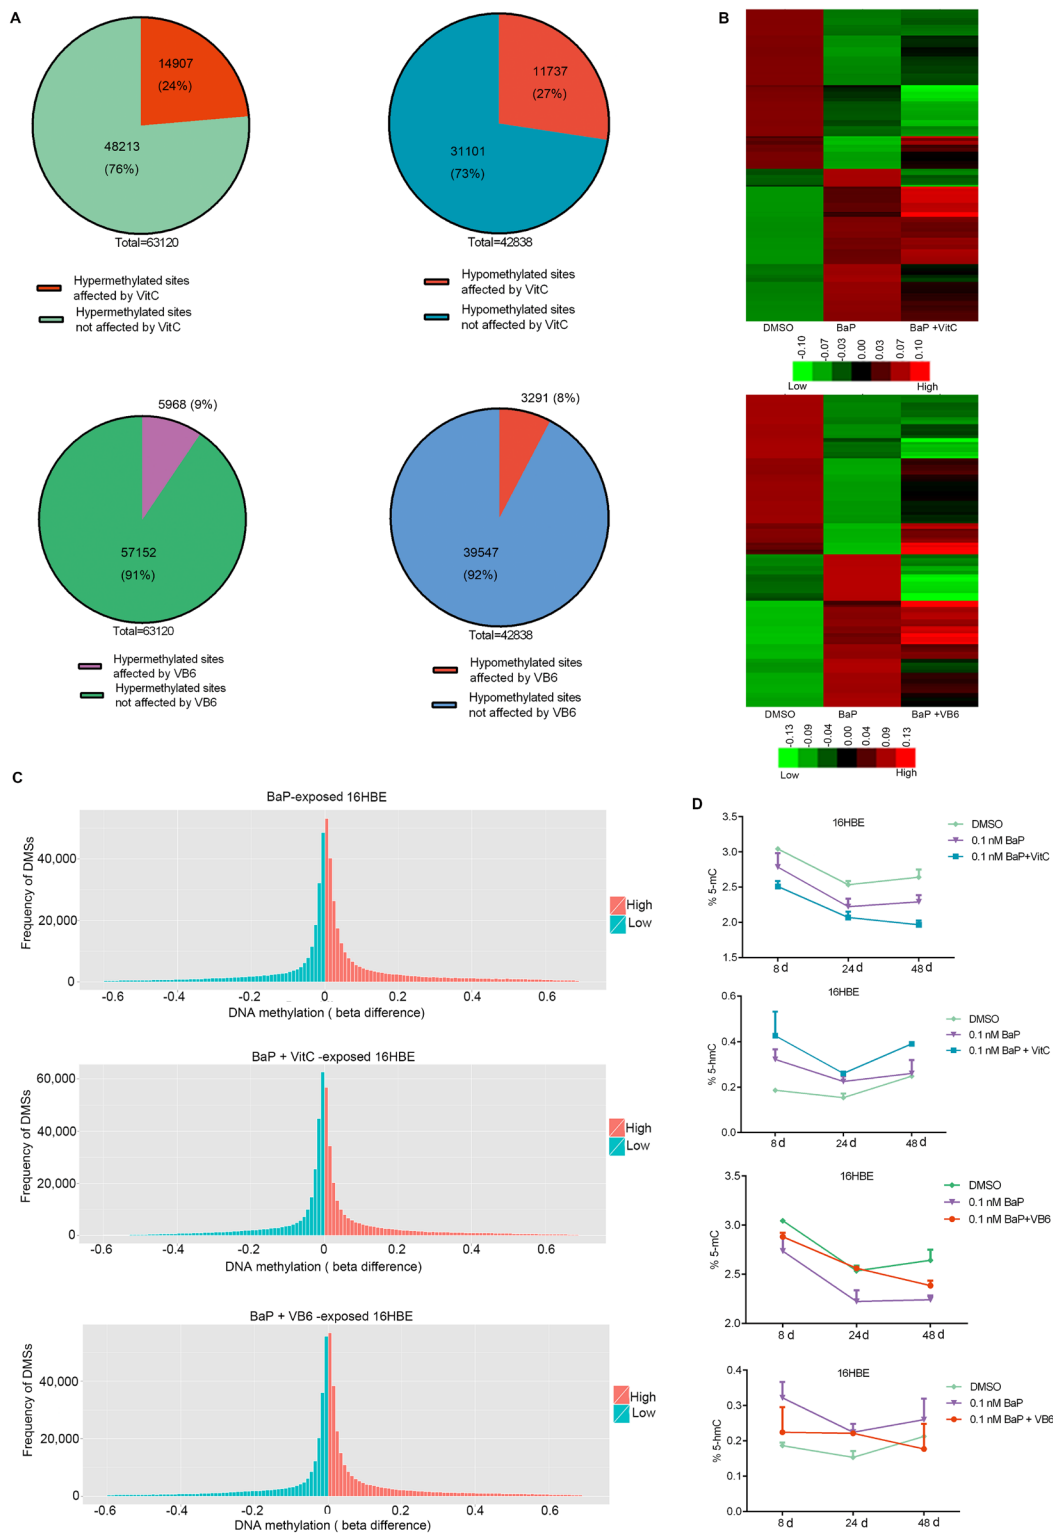 A
14907
(24%)
48213
(76%)
Total=63120
Hypermethylated sites
affected by VitC
Hypermethylated sites
not affected by VitC
11737
(27%)
31101
(73%)
Total=42838
Hypomethylated sites
affected by VitC
Hypomethylated sites
not affected by VitC
5968 (9%)
57152
(91%)
Total=63120
Hypermethylated sites
affected by VB6
Hypermethylated sites
not affected by VB6
3291 (8%)
39547
(92%)
Total=42838
Hypomethylated sites
affected by VB6
Hypomethylated sites
not affected by VB6
B
DMSO BaP BaP +VitC
-0.10 -0.07 -0.03 0.00 0.03 0.07 0.10
Low High
DMSO BaP BaP +VB6
-0.13 -0.09 -0.04 0.00 0.04 0.09 0.13
Low High
C
BaP-exposed 16HBE
Frequency of DMSs
40,000
20,000
0
-0.6 -0.4 -0.2 0 0.2 0.4 0.6
DNA methylation ( beta difference)
High
Low
BaP + VitC -exposed 16HBE
Frequency of DMSs
60,000
40,000
20,000
0
-0.6 -0.4 -0.2 0 0.2 0.4 0.6
DNA methylation ( beta difference)
High
Low
BaP + VB6 -exposed 16HBE
Frequency of DMSs
40,000
20,000
0
-0.6 -0.4 -0.2 0 0.2 0.4 0.6
DNA methylation ( beta difference)
High
Low
D
16HBE
% 5-mC
3.5
3.0
2.5
2.0
1.5
8 d 24 d 48 d
DMSO
0.1 nM BaP
0.1 nM BaP+VitC
16HBE
% 5-hmC
0.6
0.4
0.2
0.0
8 d 24 d 48 d
DMSO
0.1 nM BaP
0.1 nM BaP + VitC
16HBE
% 5-mC
3.5
3.0
2.5
2.0
8 d 24 d 48 d
DMSO
0.1 nM BaP
0.1 nM BaP+VB6
16HBE
% 5-hmC
0.4
0.3
0.2
0.1
0.0
8 d 24 d 48 d
DMSO
0.1 nM BaP
0.1 nM BaP + VB6